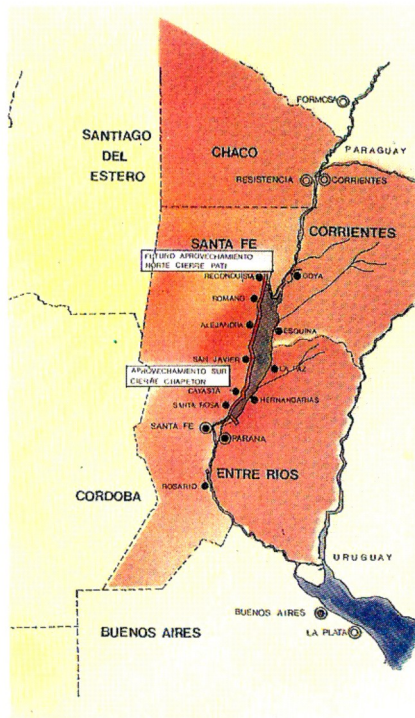 FORMOSA
SANTIAGO
DEL
ESTERO
CHACO
PARAGUAY
RESISTENCIA
CORRIENTES
SANTA FE
CORRIENTES
FUTURO APROVECHAMIENTO
NORTE CIERRE PATI
RECONQUISTA
GOYA
ROMANG
ALEJANDRA
ESQUINA
SAN JAVIER
LA PAZ
APROVECHAMIENTO SUR
CIERRE CHAPETON
CAYASTA
SANTA ROSA
HERNANDARIAS
SANTA FE
PARANA
ENTRE RIOS
ROSARIO
CORDOBA
URUGUAY
BUENOS AIRES
BUENOS AIRES
LA PLATA